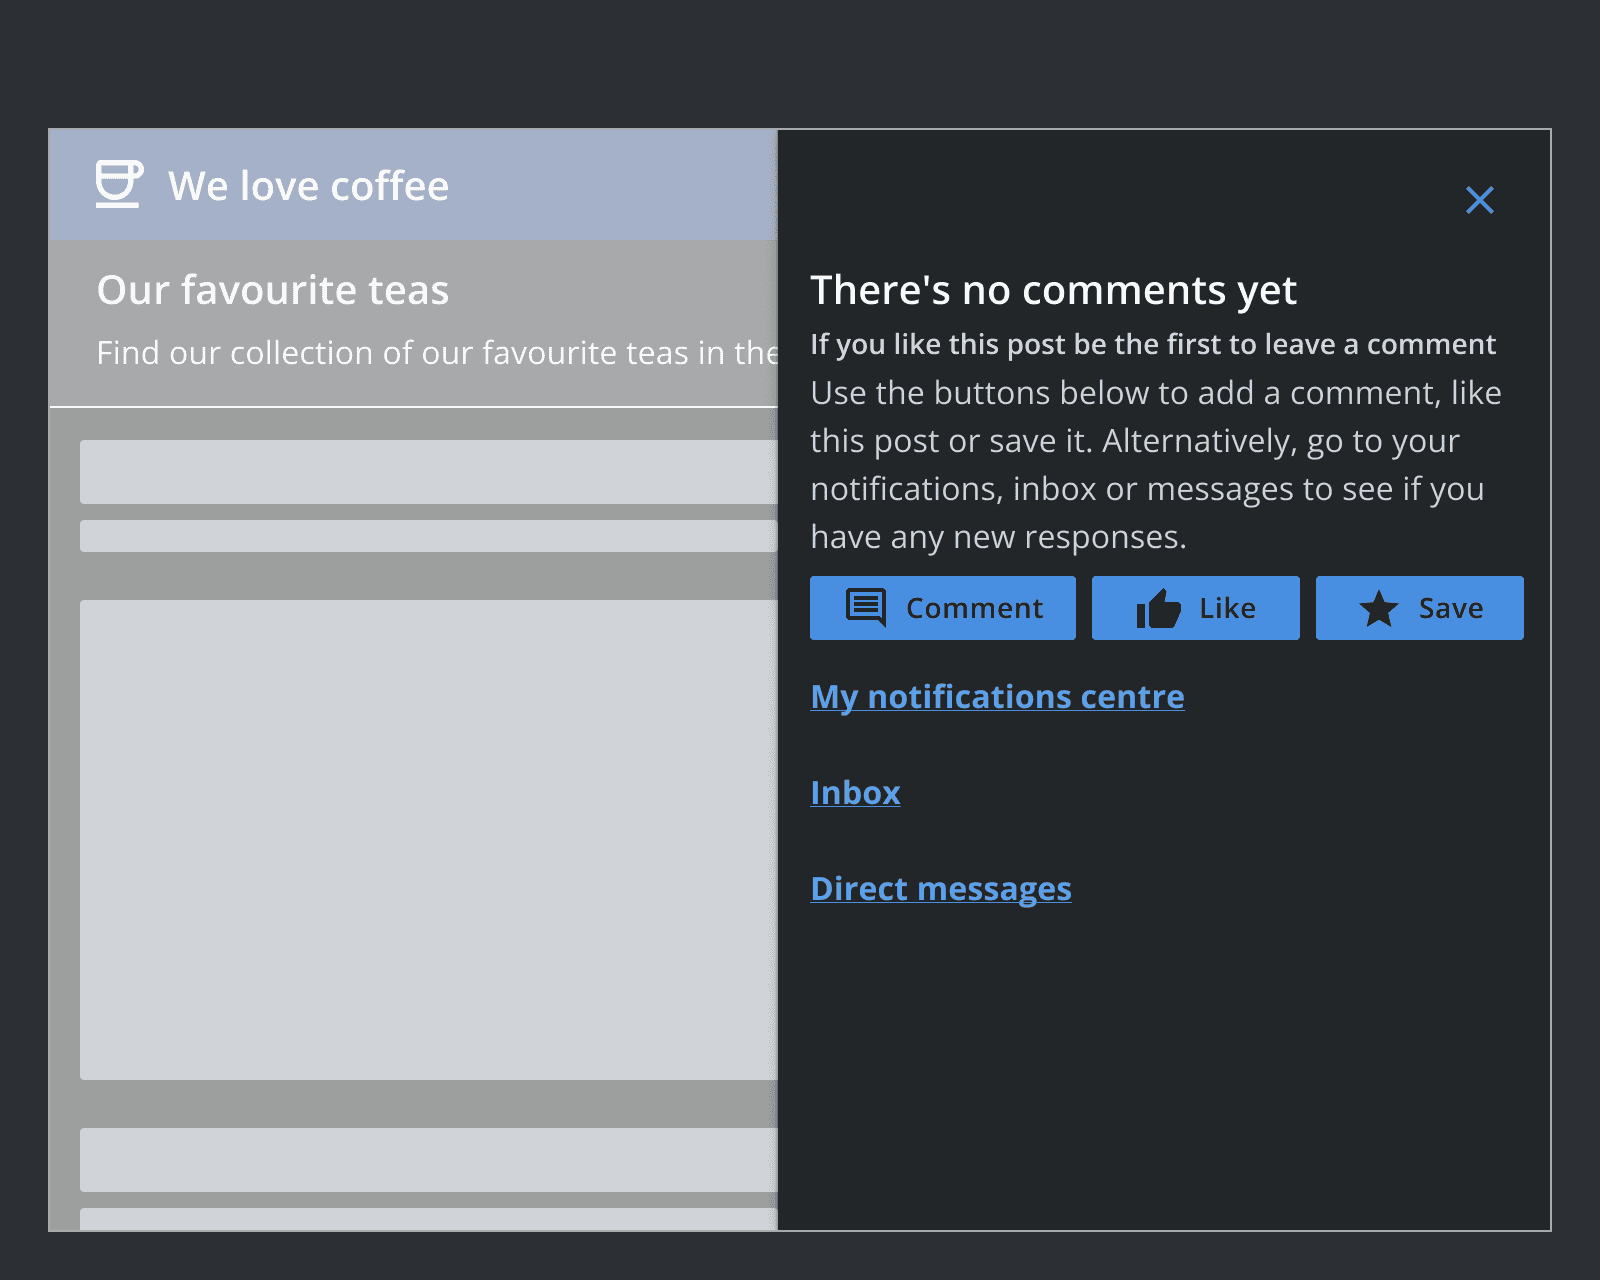 We love coffee
Our favourite teas
Find our collection of our favourite teas in the
There's no comments yet
If you like this post be the first to leave a comment
Use the buttons below to add a comment, like
this post or save it. Alternatively, go to your
notifications, inbox or messages to see if you
have any new responses.
Comment
Like
Save
My notifications centre
Inbox
Direct messages